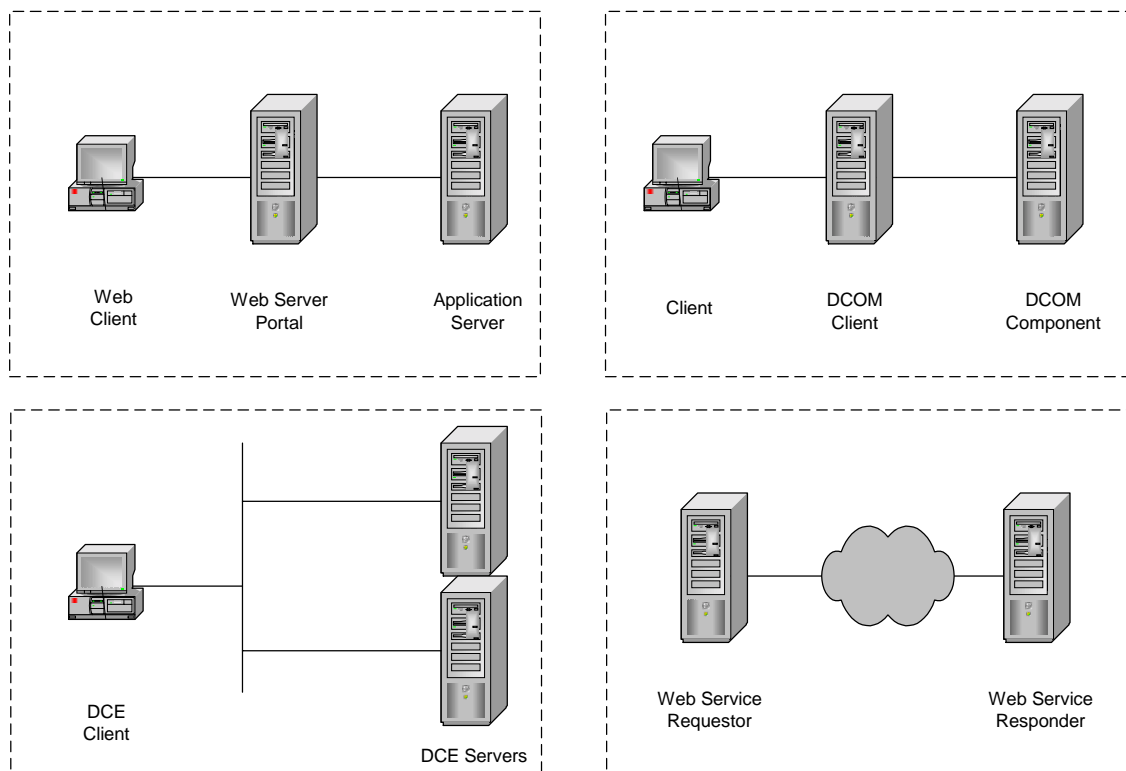 Web
Client
Web Server
Portal
Application
Server
Client
DCOM
Client
DCOM
Component
DCE
Client
DCE Servers
Web Service
Requestor
Web Service
Responder